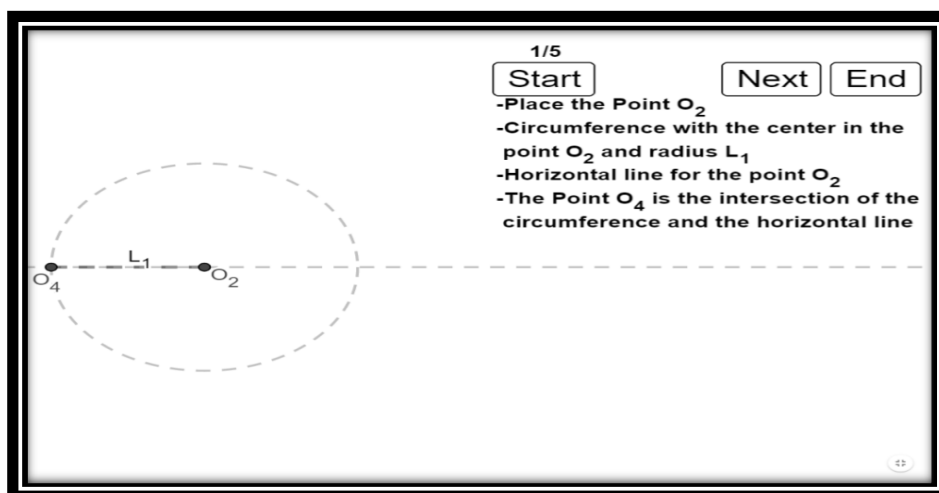 1/5
Start Next End
-Place the Point O₂
-Circumference with the center in the
point O₂ and radius L₁
-Horizontal line for the point O₂
-The Point O₄ is the intersection of the
circumference and the horizontal line
L₁
O₄ O₂